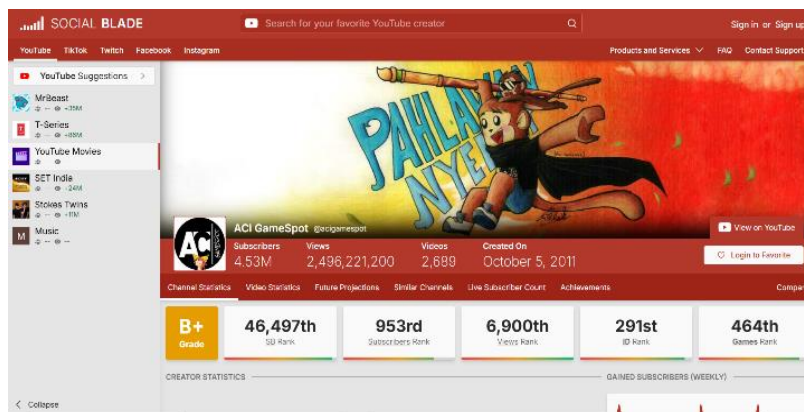 SOCIAL BLADE
Search for your favorite YouTube creator
Sign in or Sign up
YouTube TikTok Twitch Facebook Instagram
Products and Services FAQ Contact Support
YouTube Suggestions
MrBeast
-- +35M
T-Series
-- +88M
YouTube Movies
SET India
-- +24M
Stokes Twins
-- +11M
M Music
-- --
PAHLAWAN
NYE
ACI GameSpot @acigamespot
Subscribers Views Videos Created On
4.53M 2,496,221,200 2,689 October 5, 2011
View on YouTube
Login to Favorite
ACI
Channel Statistics Video Statistics Future Projections Similar Channels Live Subscriber Count Achievements
B+ 46,497th 953rd 6,900th 291st 464th
Grade SB Rank Subscribers Rank Views Rank ID Rank Games Rank
CREATOR STATISTICS
GAINED SUBSCRIBERS (WEEKLY)
Collapse